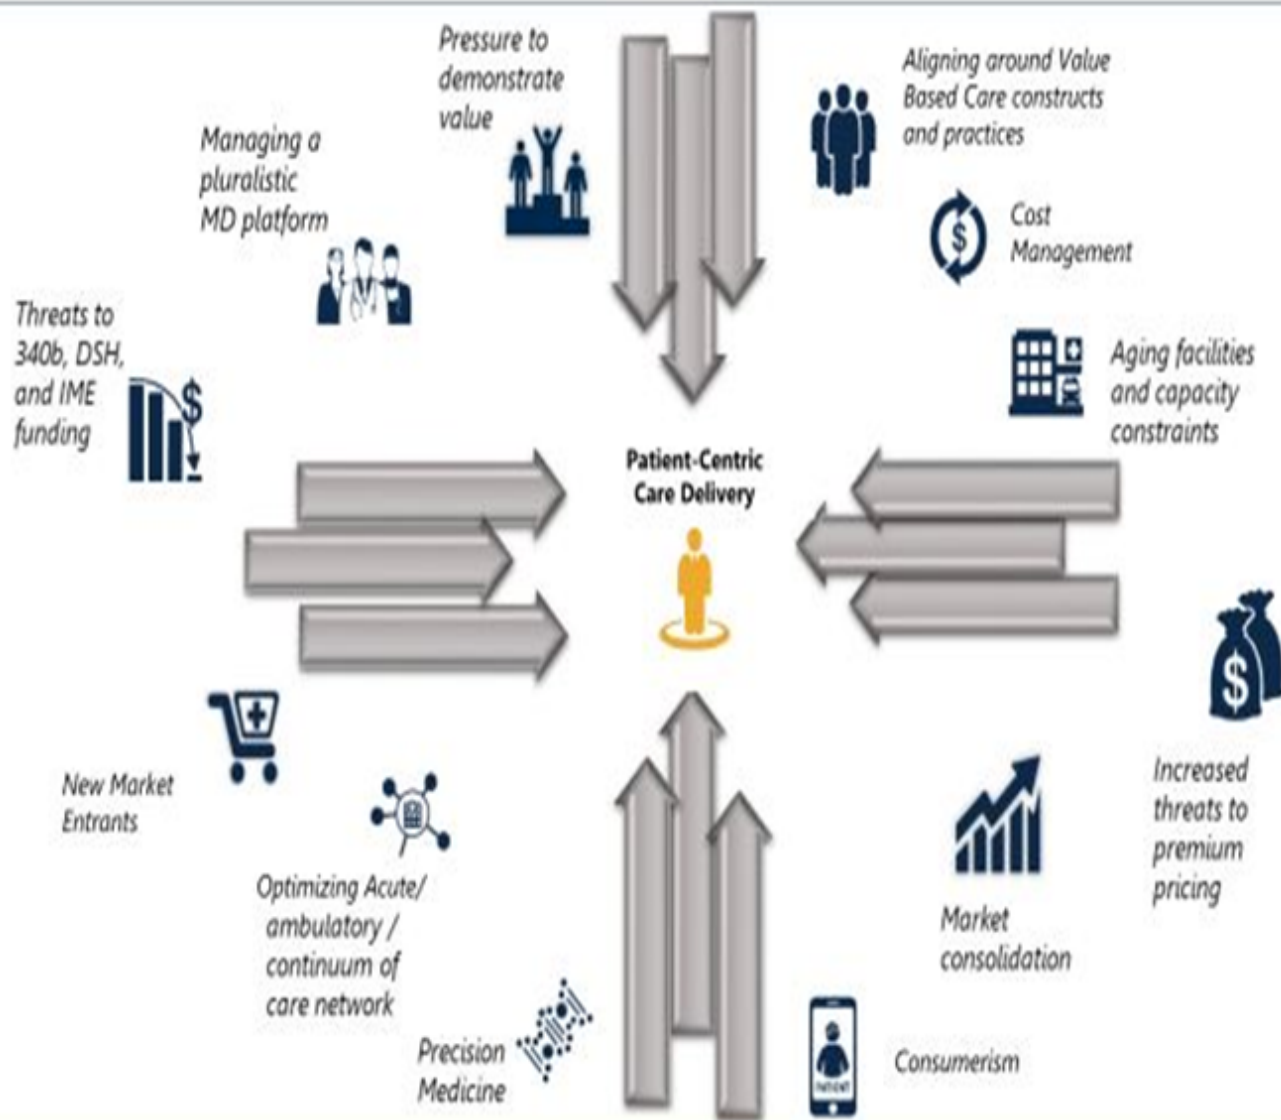 Pressure to
demonstrate
value
Aligning around Value
Based Care constructs
and practices
Managing a
pluralistic
MD platform
Cost
Management
Threats to
340b, DSH,
and IME
funding
Aging facilities
and capacity
constraints
Patient-Centric
Care Delivery
New Market
Entrants
Increased
threats to
premium
pricing
Optimizing Acute/
ambulatory /
continuum of
care network
Market
consolidation
Precision
Medicine
PATIENT
Consumerism
$
$
$